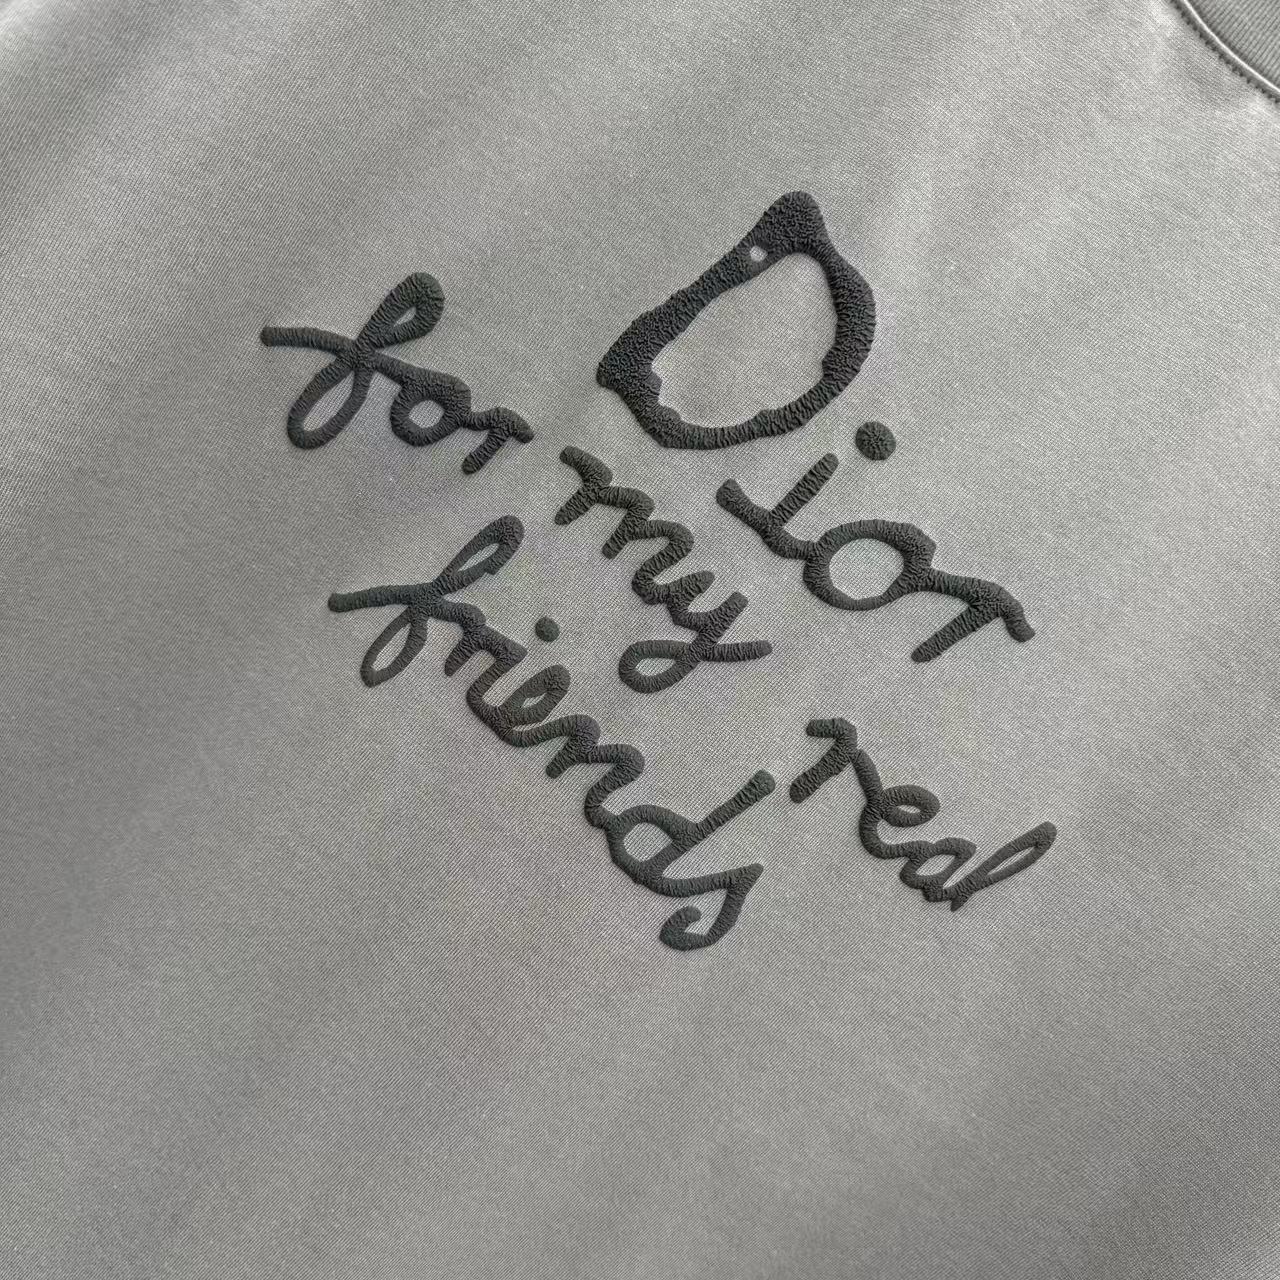 Dior
for my real
friends